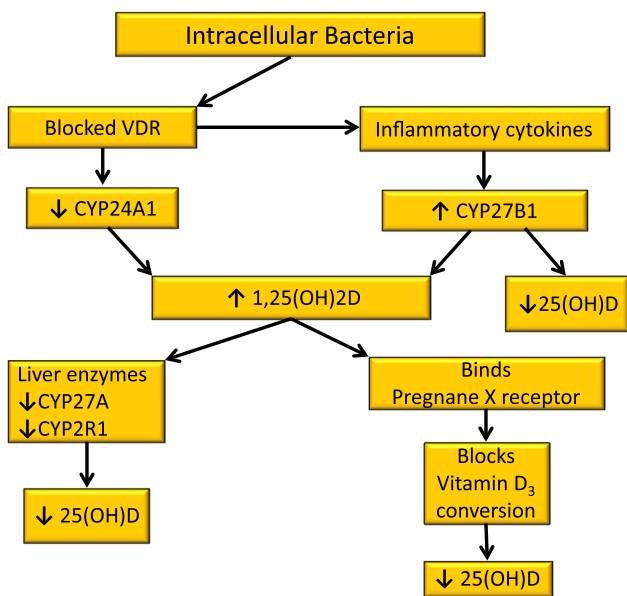 Intracellular Bacteria
Blocked VDR
Inflammatory cytokines
↓ CYP24A1
↑ CYP27B1
↑ 1,25(OH)2D
↓25(OH)D
Liver enzymes
↓CYP27A
↓CYP2R1
Binds
Pregnane X receptor
Blocks
Vitamin D₃
conversion
↓ 25(OH)D
↓ 25(OH)D